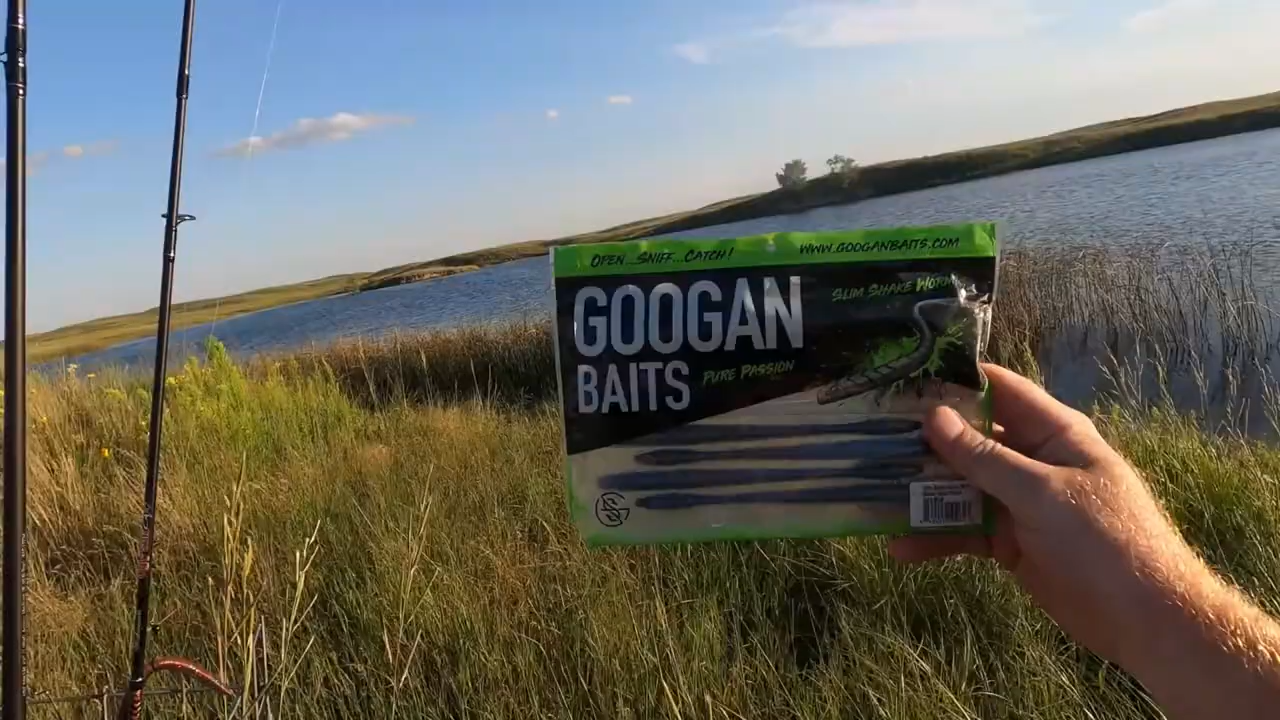 OPEN...SNIFF...CATCH!
WWW.GOOGANBAITS.COM
GOOGAN
BAITS
PURE PASSION
SLIM SHAKE WORM